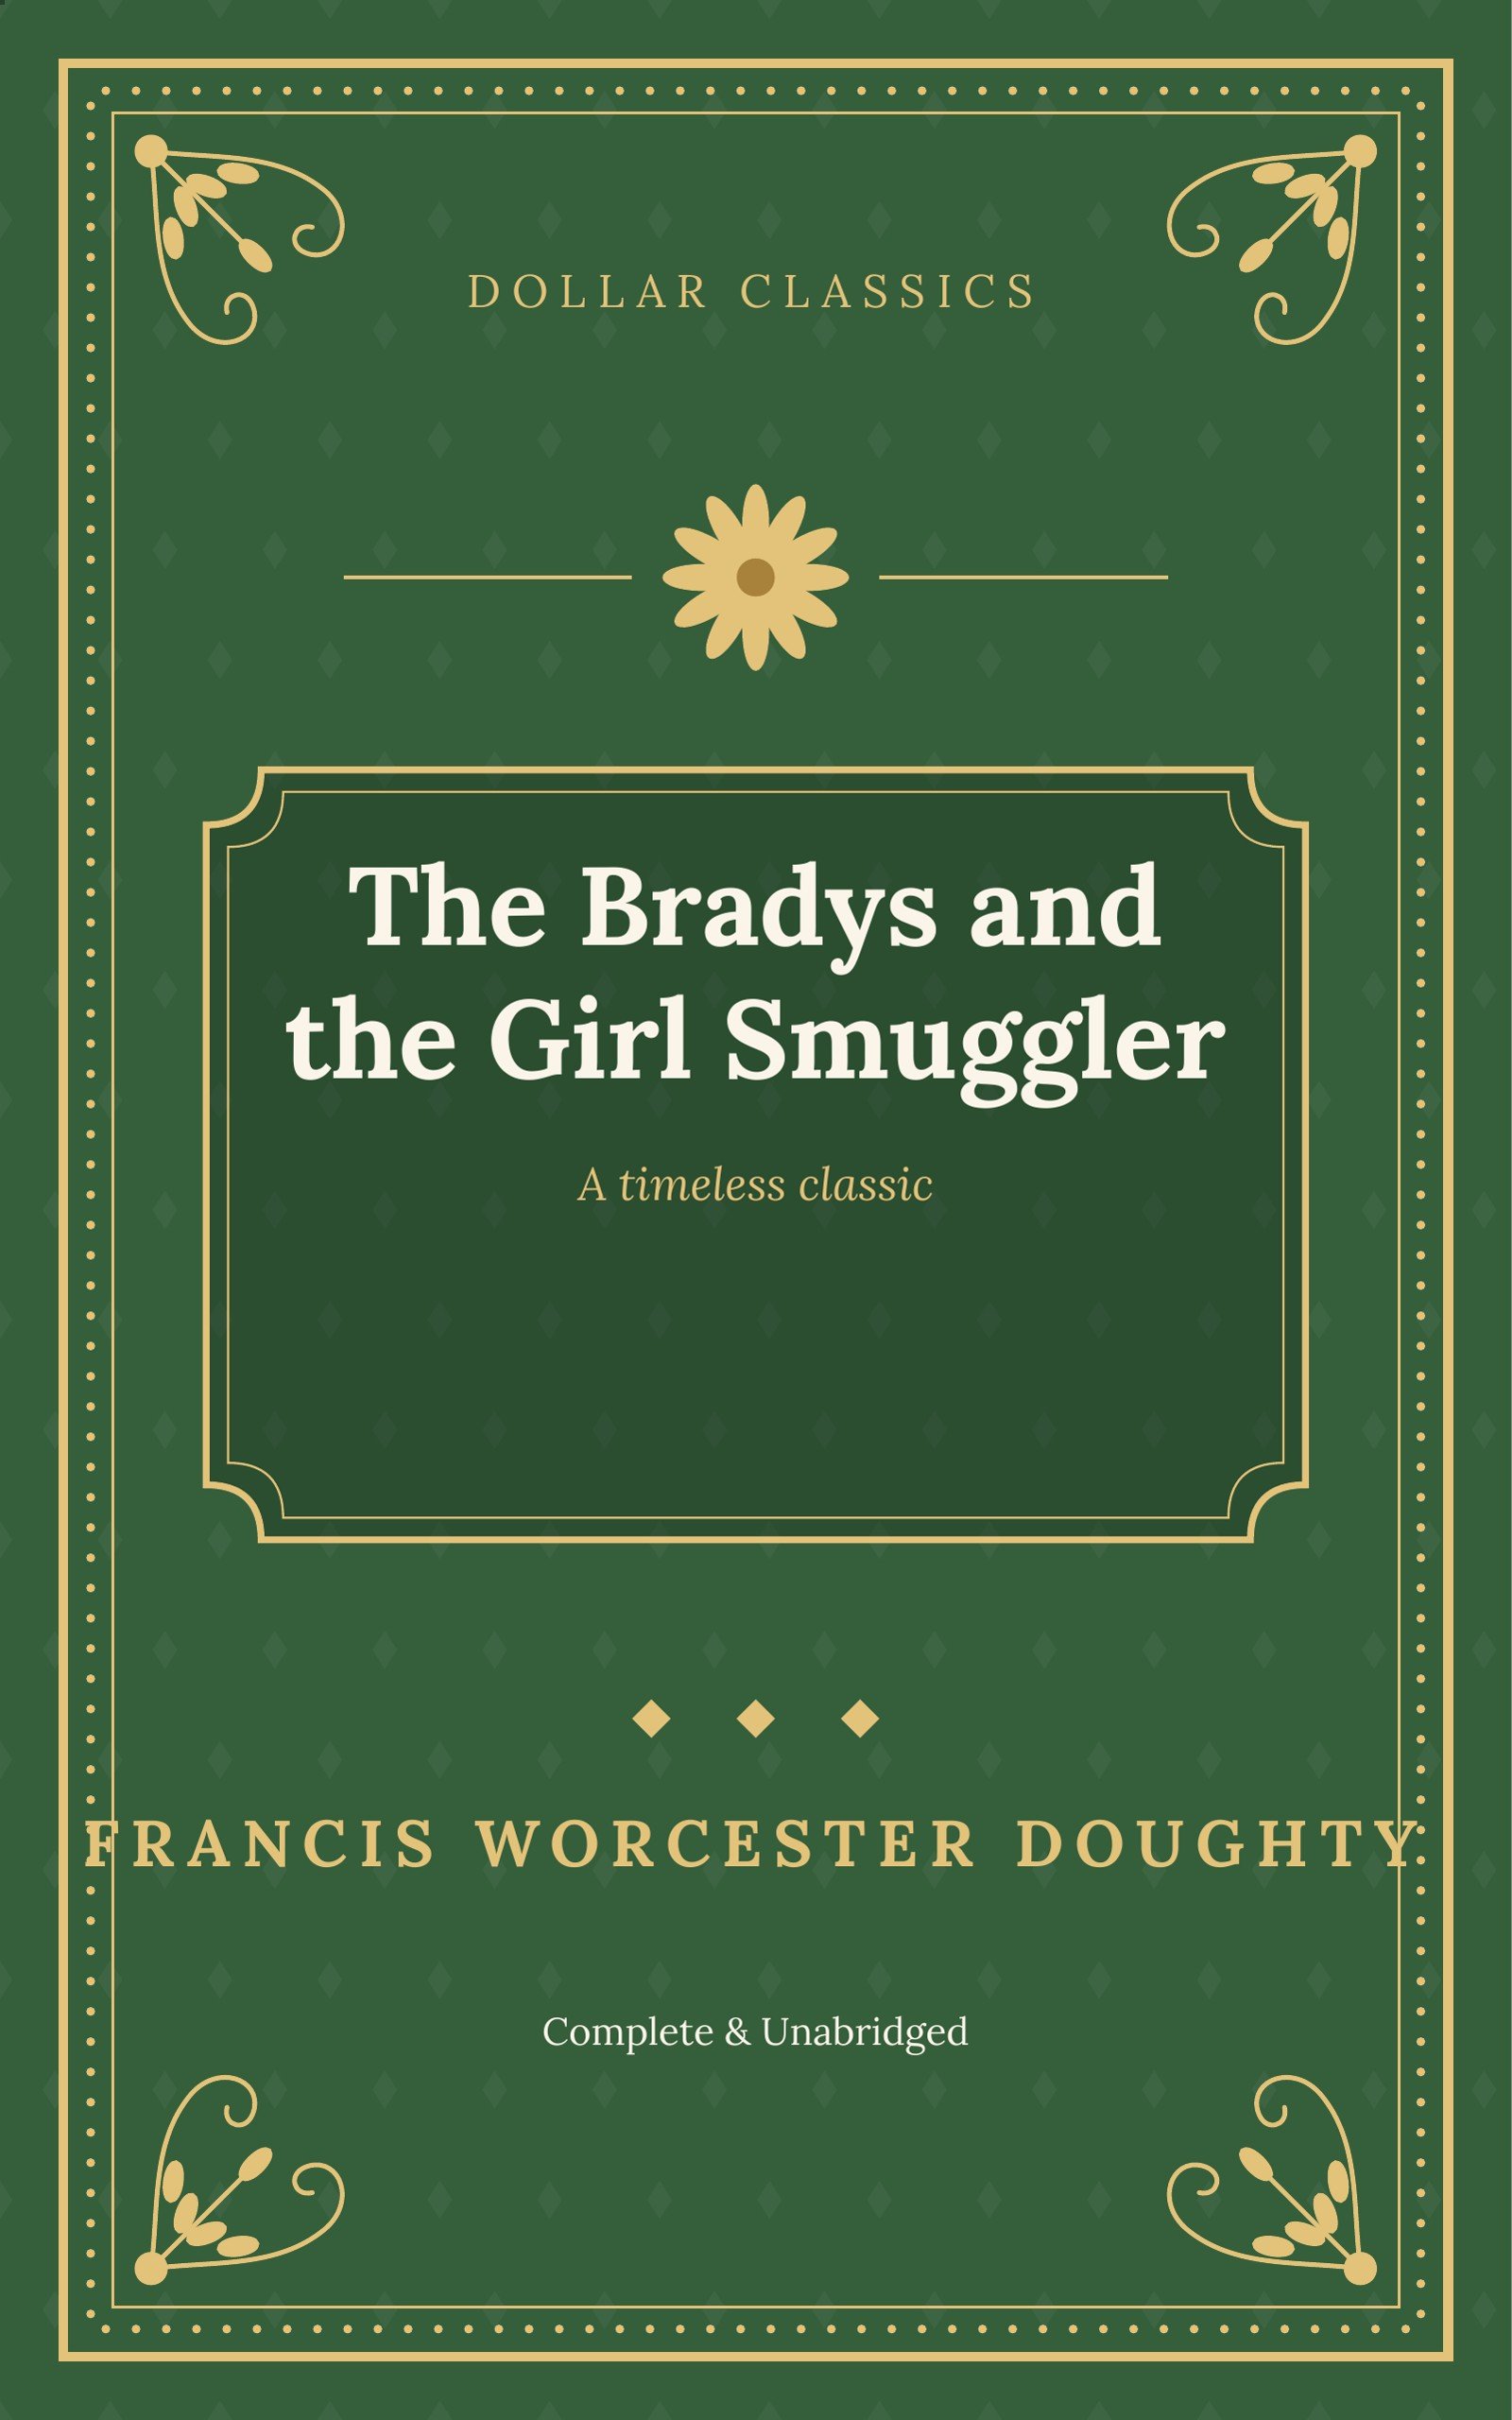 DOLLAR CLASSICS
The Bradys and
the Girl Smuggler
A timeless classic
FRANCIS WORCESTER DOUGHTY
Complete & Unabridged